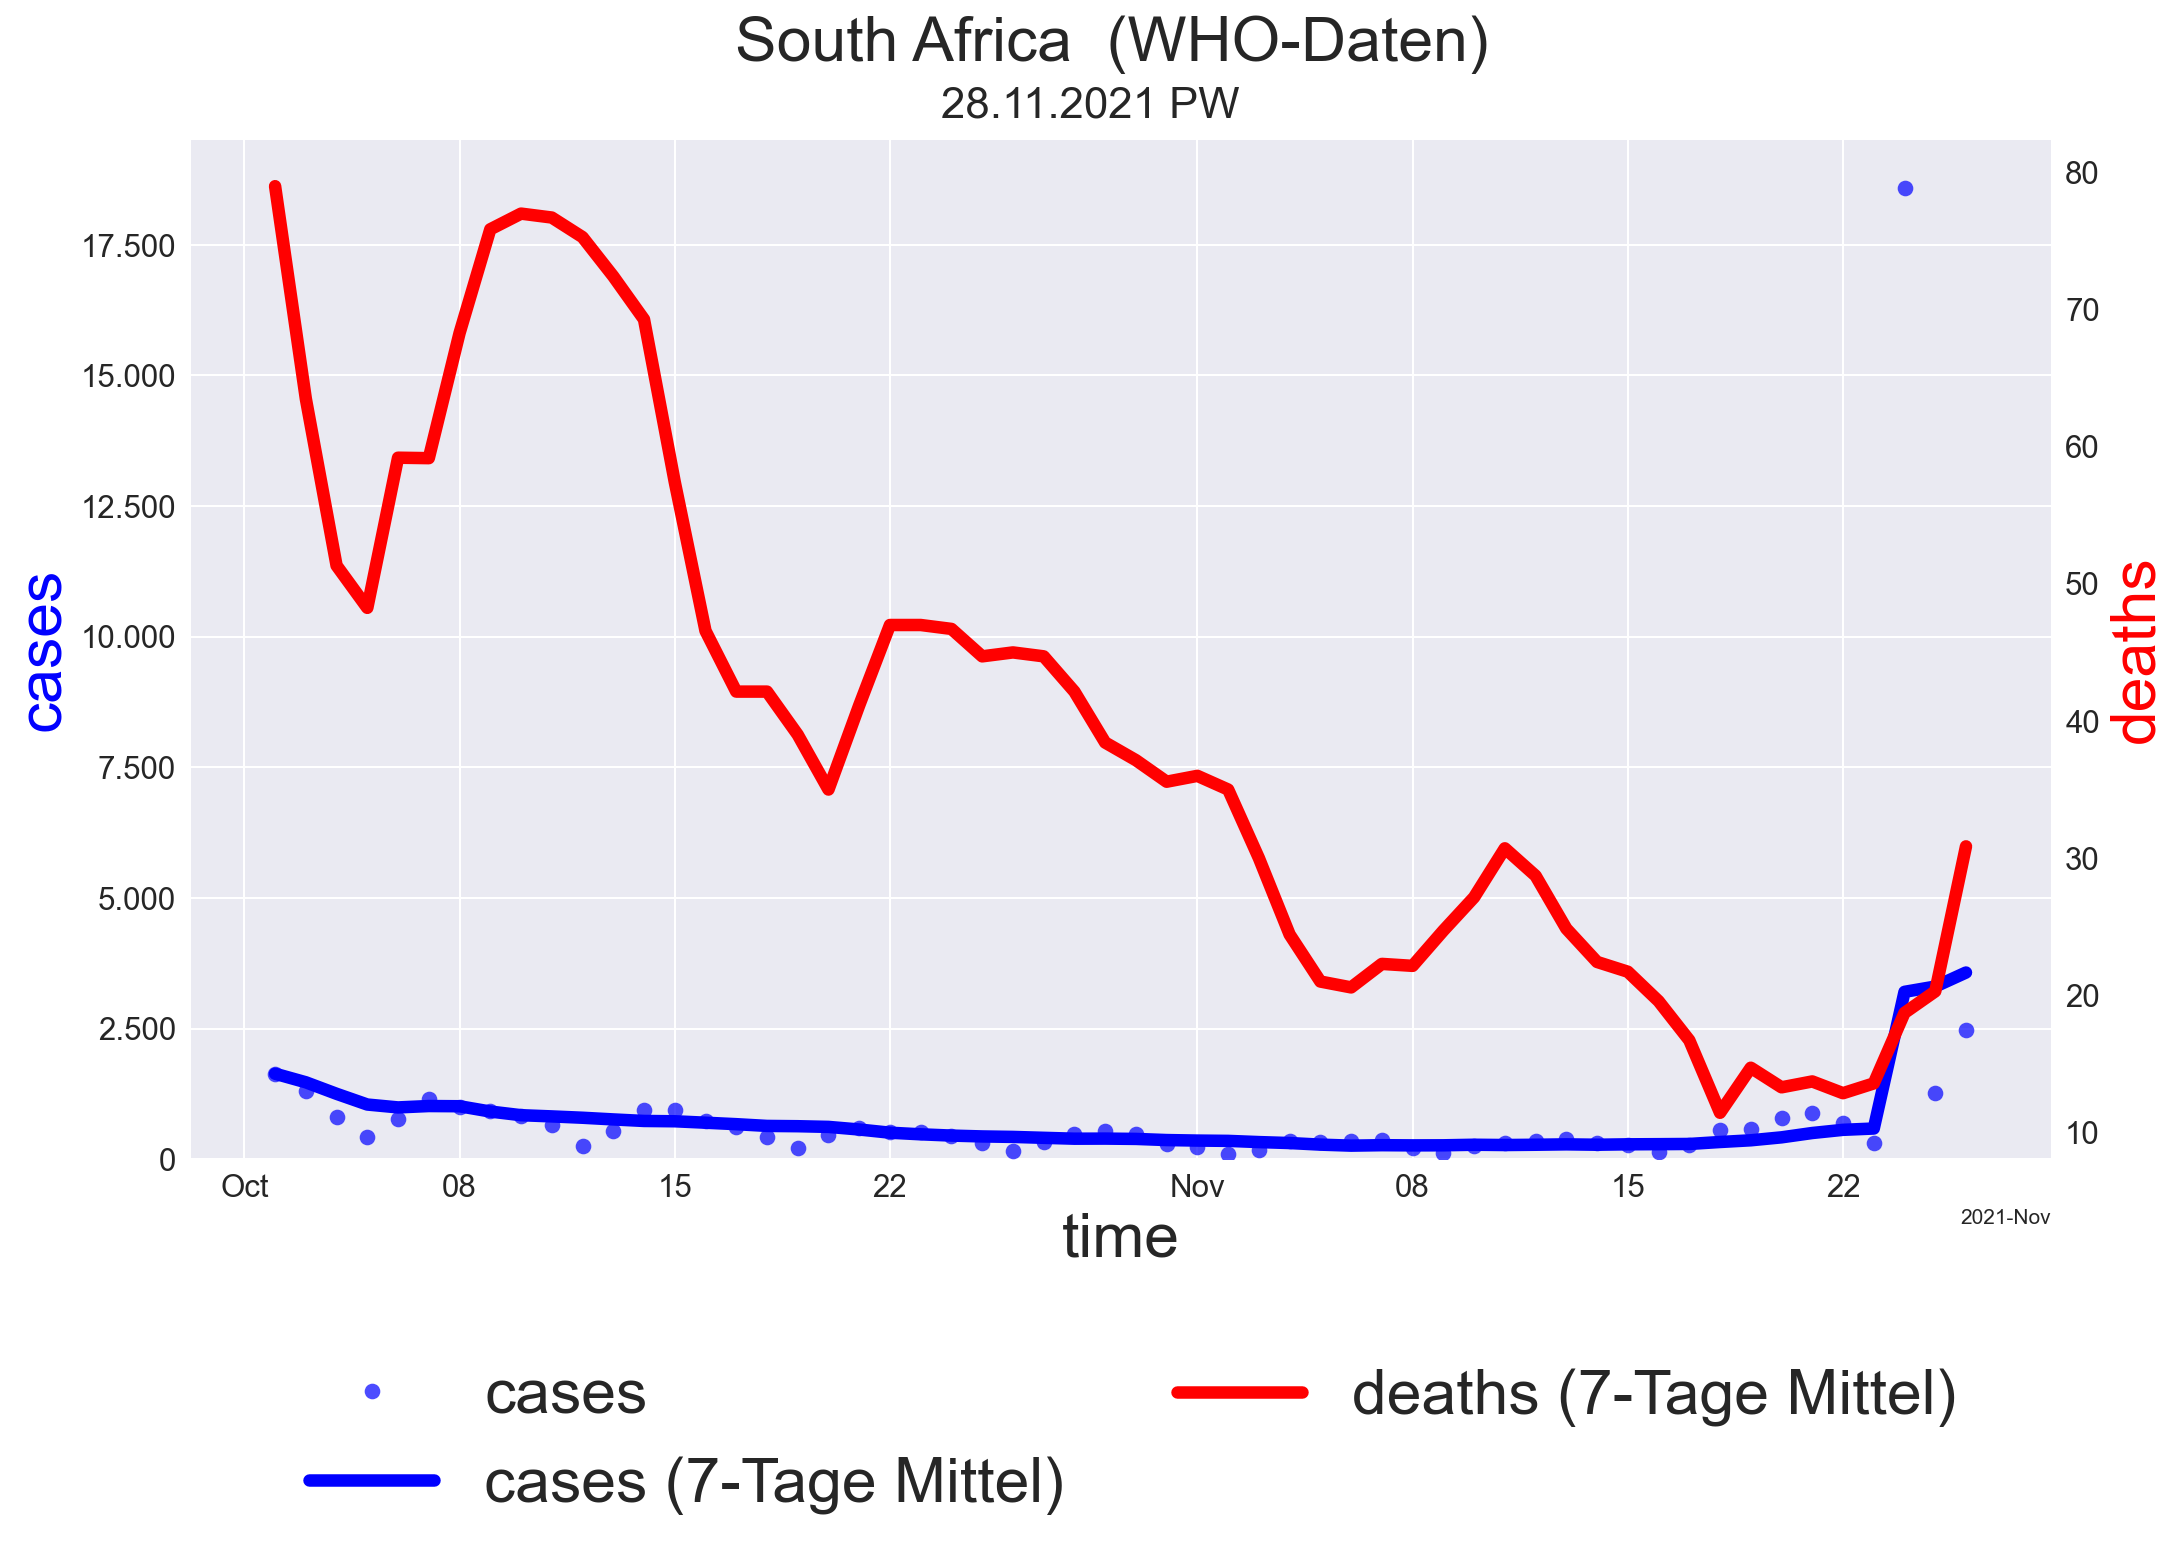 South Africa  (WHO-Daten)
28.11.2021 PW
cases
17.500
15.000
12.500
10.000
7.500
5.000
2.500
0
80
70
60
50
40
30
20
10
deaths
Oct 08 15 22 Nov 08 15 22
2021-Nov
time
cases
cases (7-Tage Mittel)
deaths (7-Tage Mittel)